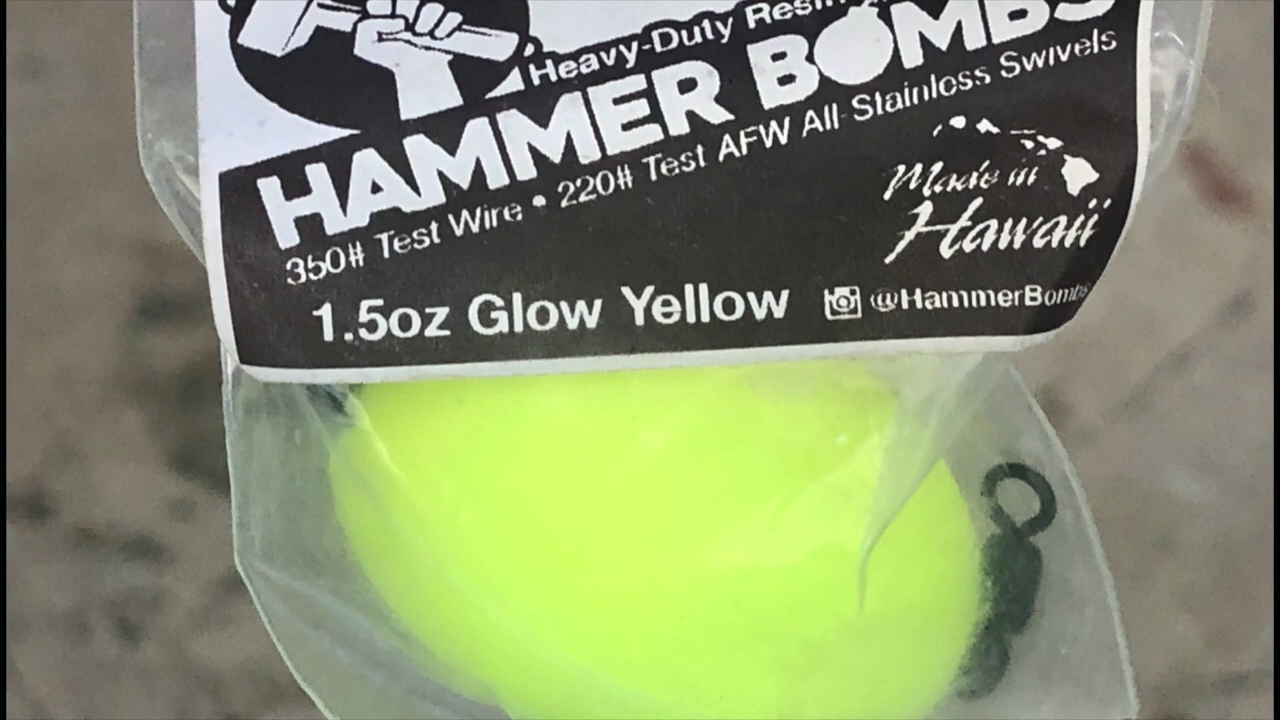 Heavy-Duty Resin
HAMMER BOMBS
350# Test Wire • 220# Test AFW All-Stainless Swivels
Made in
Hawaii
1.5oz Glow Yellow @HammerBombs